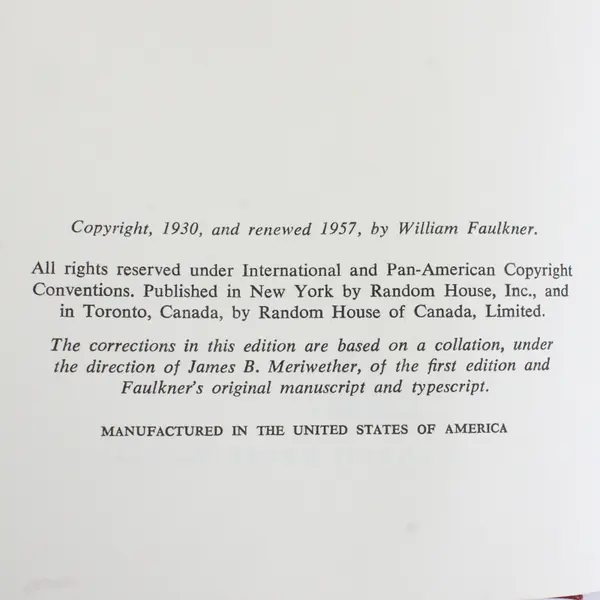 Copyright, 1930, and renewed 1957, by William Faulkner.
All rights reserved under International and Pan-American Copyright
Conventions. Published in New York by Random House, Inc., and
in Toronto, Canada, by Random House of Canada, Limited.
The corrections in this edition are based on a collation, under
the direction of James B. Meriwether, of the first edition and
Faulkner's original manuscript and typescript.
MANUFACTURED IN THE UNITED STATES OF AMERICA